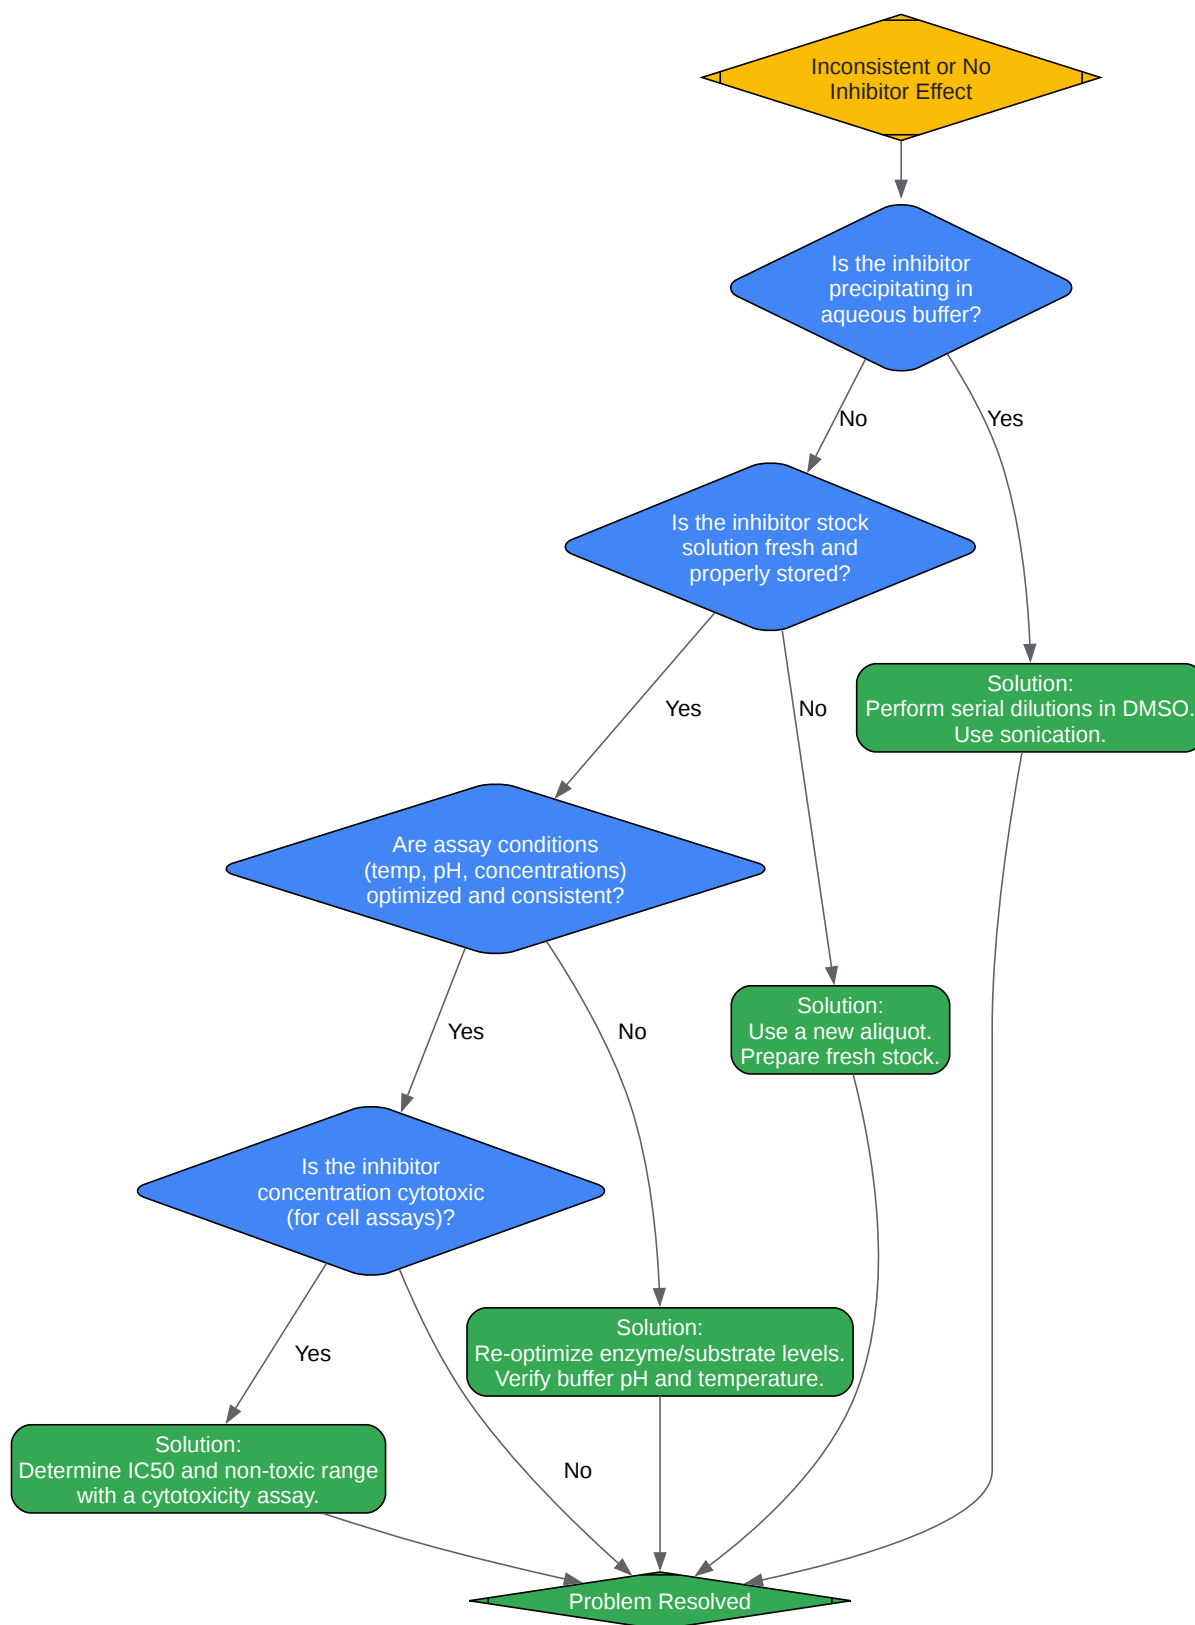 Inconsistent or No
Inhibitor Effect
Is the inhibitor
precipitating in
aqueous buffer?
No
Yes
Is the inhibitor stock
solution fresh and
properly stored?
Yes
No
Solution:
Perform serial dilutions in DMSO.
Use sonication.
Are assay conditions
(temp, pH, concentrations)
optimized and consistent?
Yes
No
Solution:
Use a new aliquot.
Prepare fresh stock.
Is the inhibitor
concentration cytotoxic
(for cell assays)?
Yes
No
Solution:
Re-optimize enzyme/substrate levels.
Verify buffer pH and temperature.
Solution:
Determine IC50 and non-toxic range
with a cytotoxicity assay.
Problem Resolved